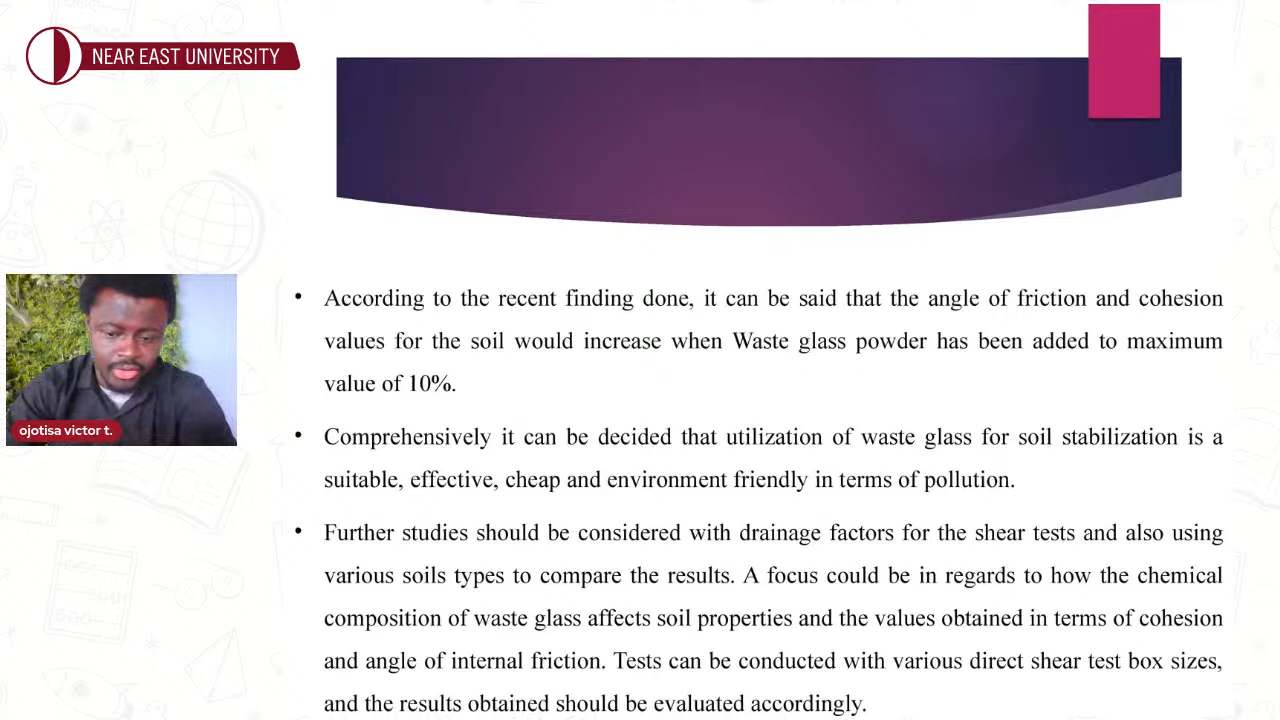 NEAR EAST UNIVERSITY
• According to the recent finding done, it can be said that the angle of friction and cohesion
values for the soil would increase when Waste glass powder has been added to maximum
value of 10%.
• Comprehensively it can be decided that utilization of waste glass for soil stabilization is a
suitable, effective, cheap and environment friendly in terms of pollution.
• Further studies should be considered with drainage factors for the shear tests and also using
various soils types to compare the results. A focus could be in regards to how the chemical
composition of waste glass affects soil properties and the values obtained in terms of cohesion
and angle of internal friction. Tests can be conducted with various direct shear test box sizes,
and the results obtained should be evaluated accordingly.
ojotisa victor t.